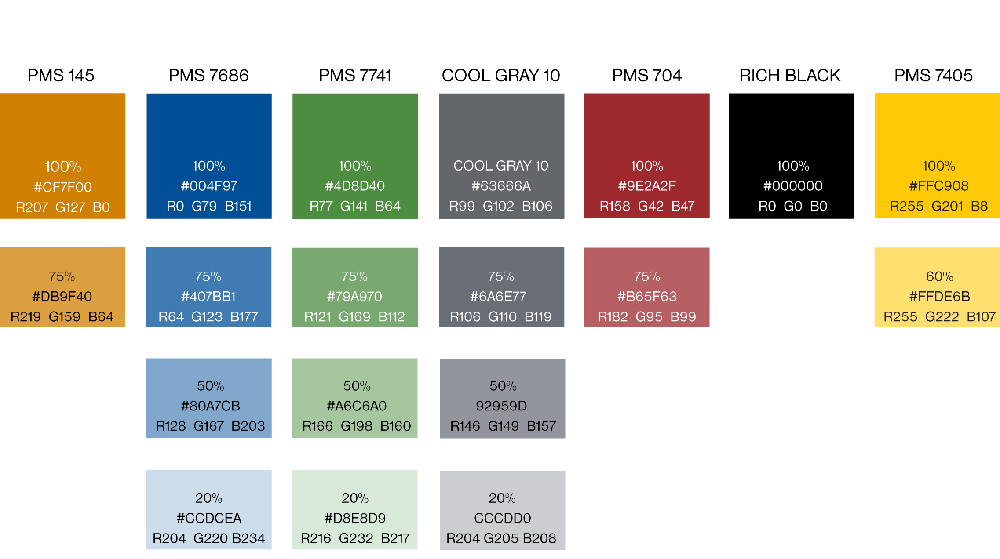 PMS 145
PMS 7686
PMS 7741
COOL GRAY 10
PMS 704
RICH BLACK
PMS 7405
100%
#CF7F00
R207 G127 B0
100%
#004F97
R0 G79 B151
100%
#4D8D40
R77 G141 B64
COOL GRAY 10
#63666A
R99 G102 B106
100%
#9E2A2F
R158 G42 B47
100%
#000000
R0 G0 B0
100%
#FFC908
R255 G201 B8
75%
#DB9F40
R219 G159 B64
75%
#407BB1
R64 G123 B177
75%
#79A970
R121 G169 B112
75%
#6A6E77
R106 G110 B119
75%
#B65F63
R182 G95 B99
60%
#FFDE6B
R255 G222 B107
50%
#80A7CB
R128 G167 B203
50%
#A6C6A0
R166 G198 B160
50%
92959D
R146 G149 B157
20%
#CCDCEA
R204 G220 B234
20%
#D8E8D9
R216 G232 B217
20%
CCCDD0
R204 G205 B208